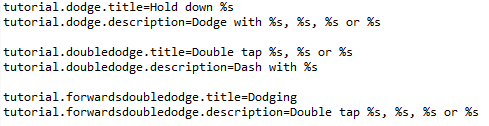 tutorial.dodge.title=Hold down %s
tutorial.dodge.description=Dodge with %s, %s, %s or %s
tutorial.doubledodge.title=Double tap %s, %s or %s
tutorial.doubledodge.description=Dash with %s
tutorial.forwardsdoubledodge.title=Dodging
tutorial.forwardsdoubledodge.description=Double tap %s, %s, %s or %s